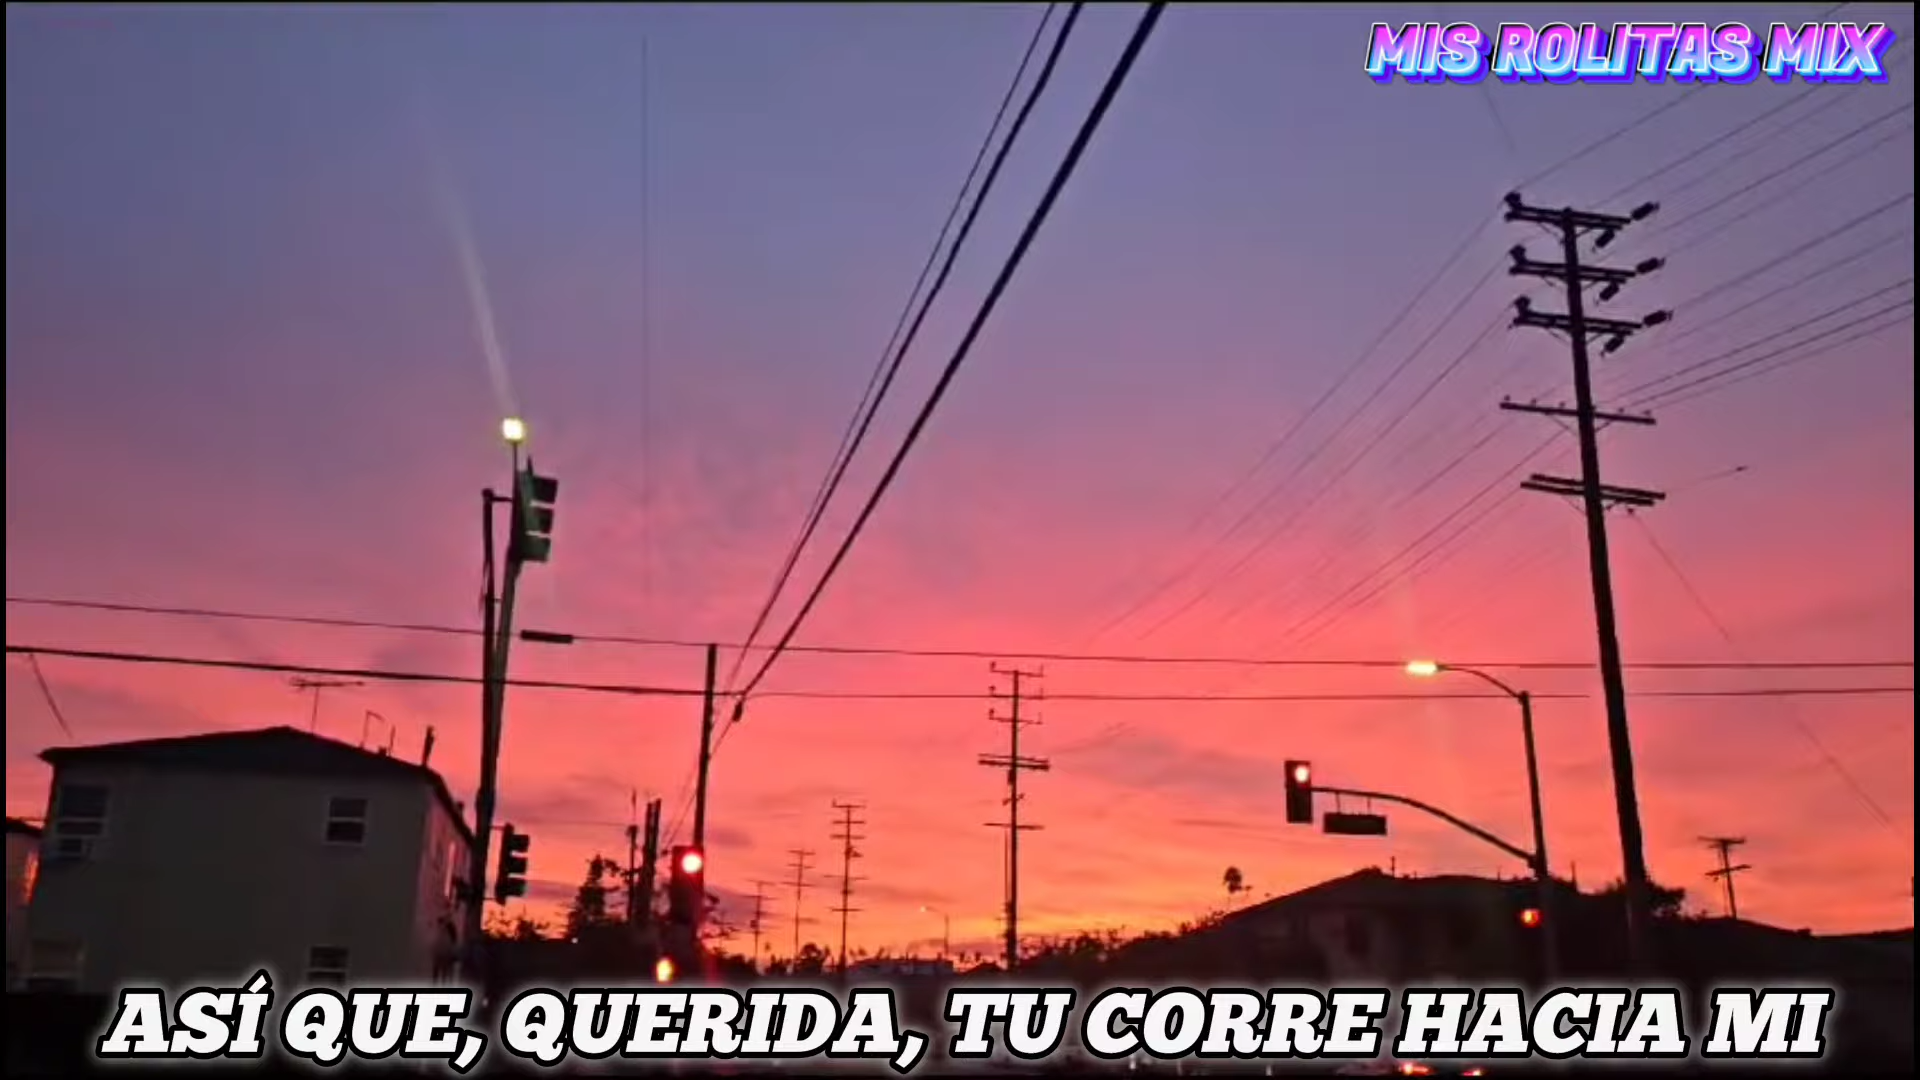 MIS ROLITAS MIX
ASÍ QUE, QUERIDA, TU CORRE HACIA MI